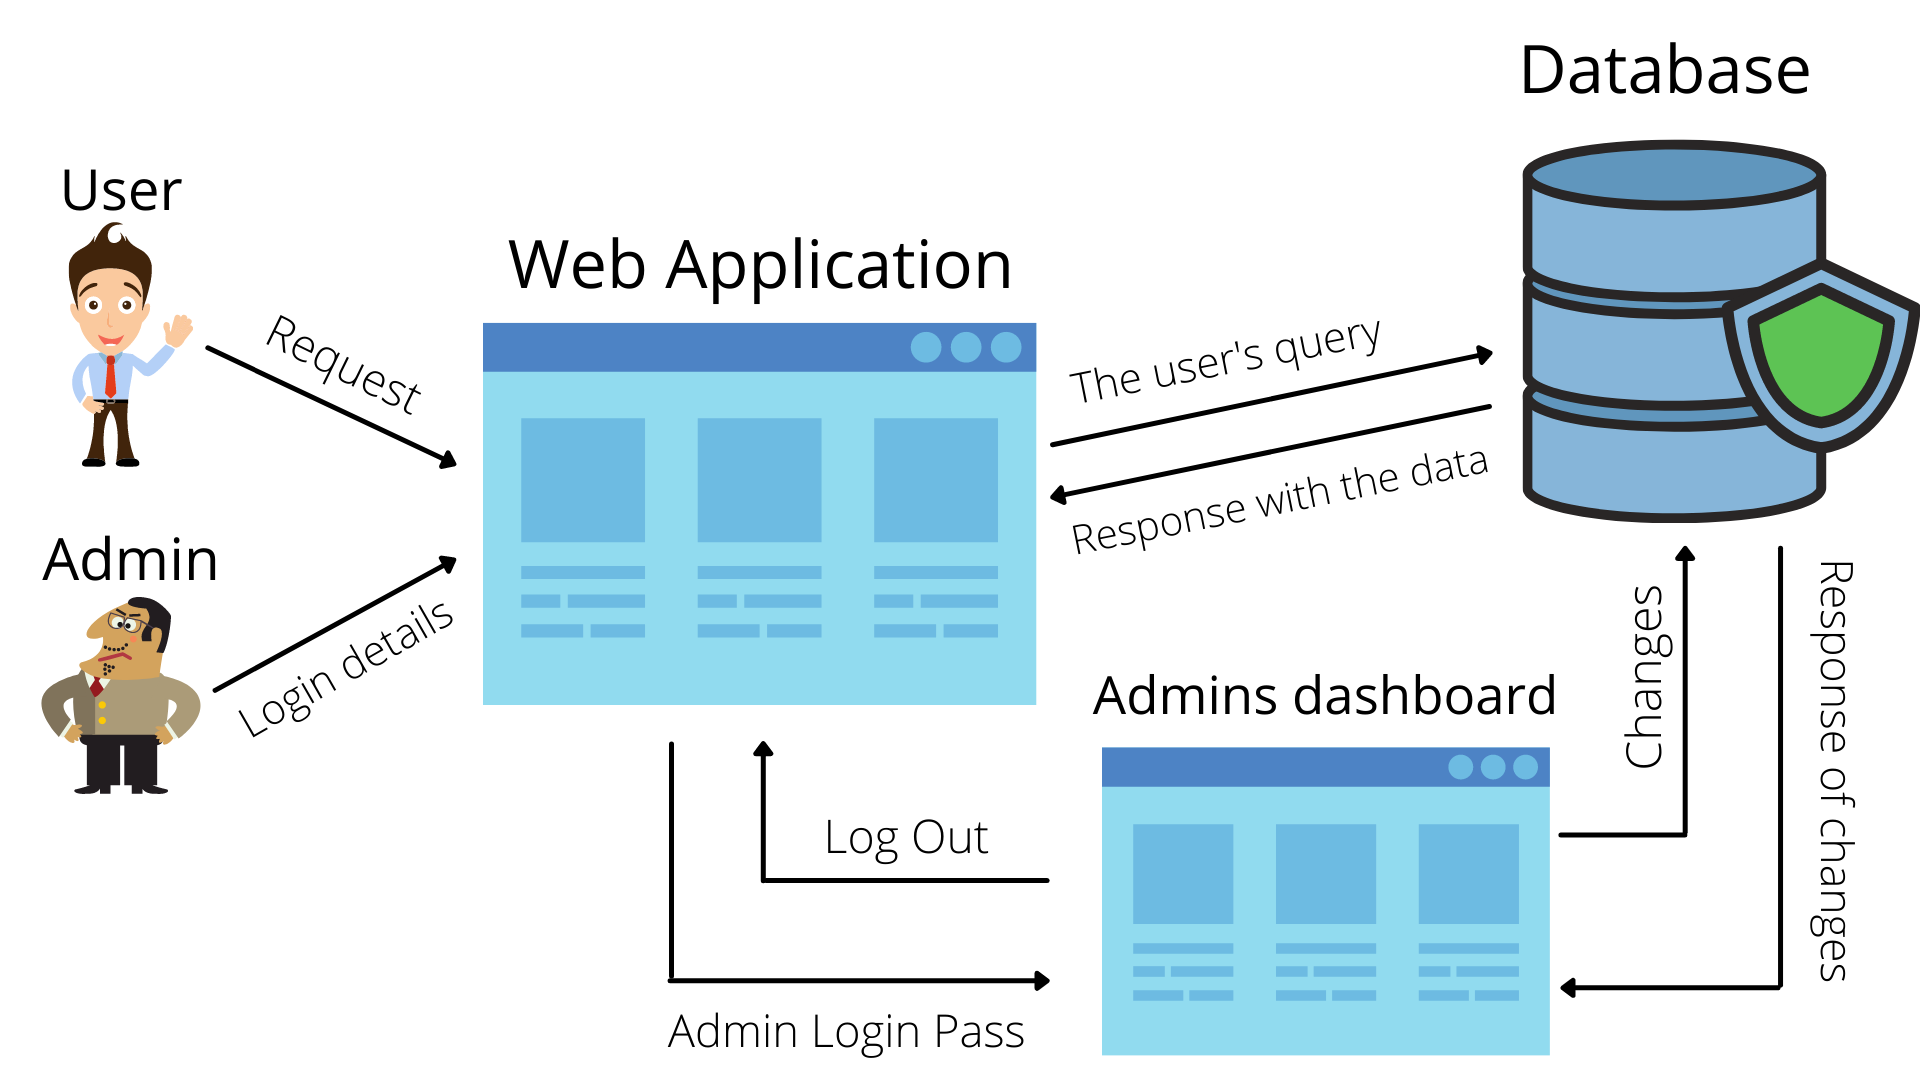 Database
User
Web Application
Request
The user's query
Response with the data
Admin
Login details
Changes
Response of changes
Admins dashboard
Log Out
Admin Login Pass